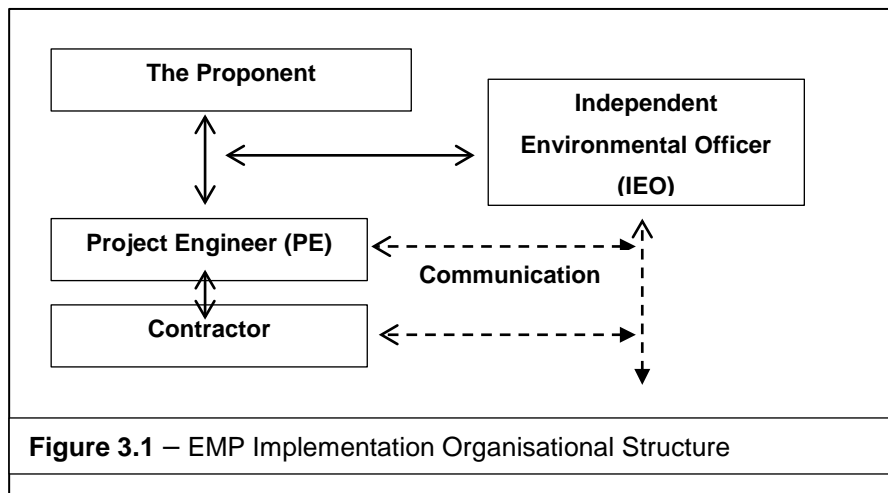 The Proponent
Independent
Environmental Officer
(IEO)
Project Engineer (PE)
Communication
Contractor
Figure 3.1 – EMP Implementation Organisational Structure